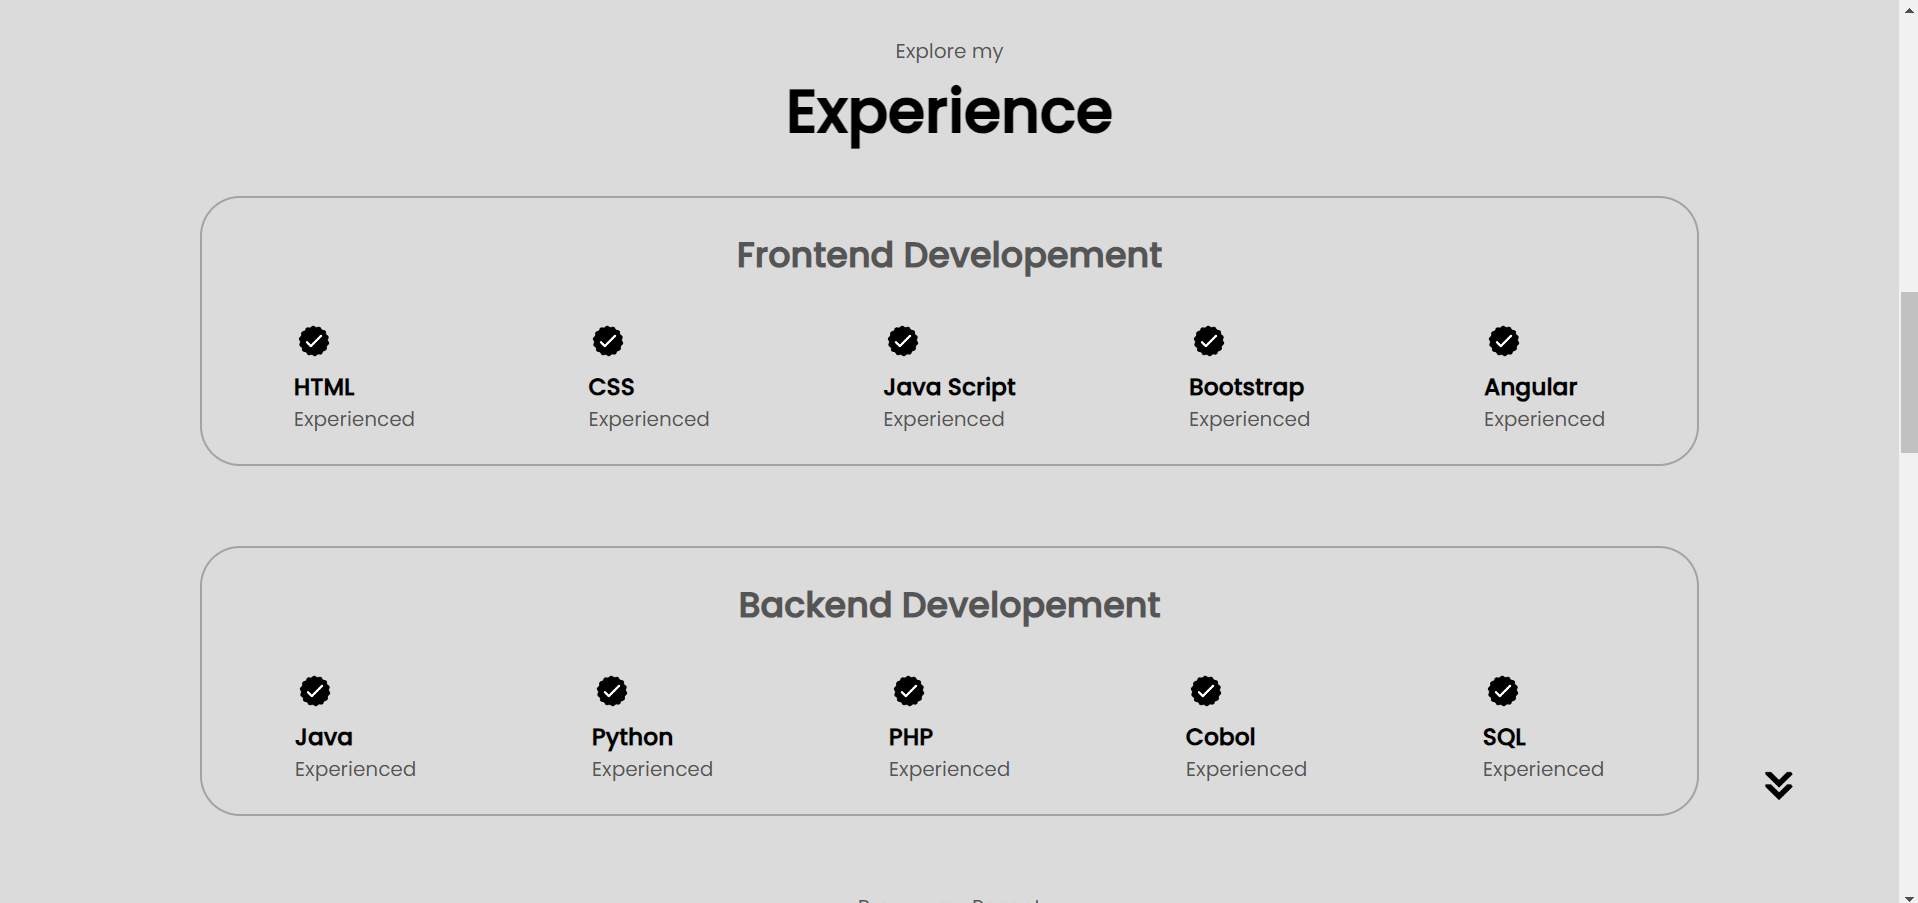 Explore my
Experience
Frontend Developement
HTML CSS Java Script Bootstrap Angular
Experienced Experienced Experienced Experienced Experienced
Backend Developement
Java Python PHP Cobol SQL
Experienced Experienced Experienced Experienced Experienced